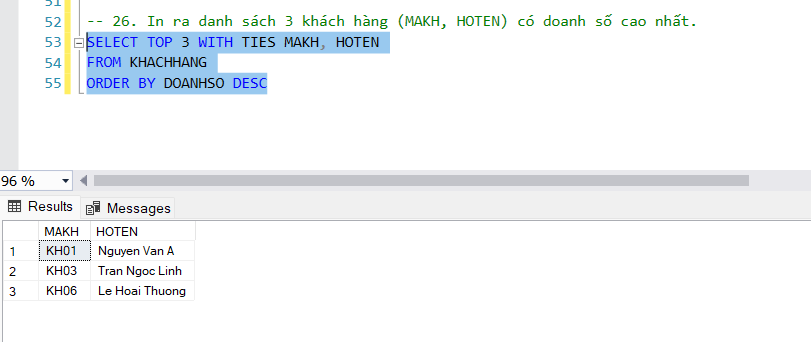 51
52 -- 26. In ra danh sách 3 khách hàng (MAKH, HOTEN) có doanh số cao nhất.
53 SELECT TOP 3 WITH TIES MAKH, HOTEN
54 FROM KHACHHANG
55 ORDER BY DOANHSO DESC
96 %
Results Messages
MAKH HOTEN
1 KH01 Nguyen Van A
2 KH03 Tran Ngoc Linh
3 KH06 Le Hoai Thuong